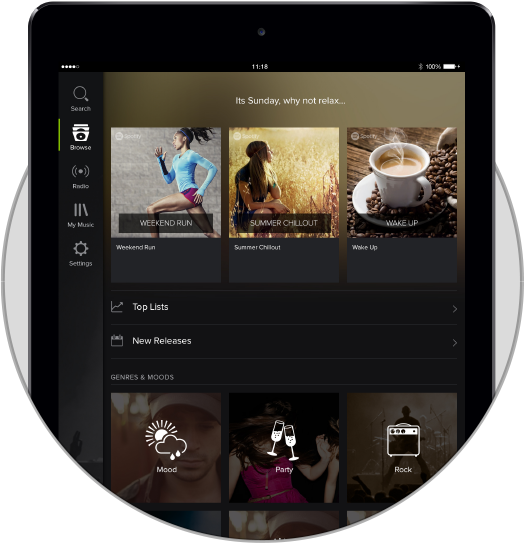 11:18
100%
Its Sunday, why not relax...
Search
Browse
Radio
My Music
Settings
Spotify
WEEKEND RUN
Weekend Run
Spotify
SUMMER CHILLOUT
Summer Chillout
Spotify
WAKE UP
Wake Up
Top Lists
New Releases
GENRES & MOODS
Mood
Party
Rock